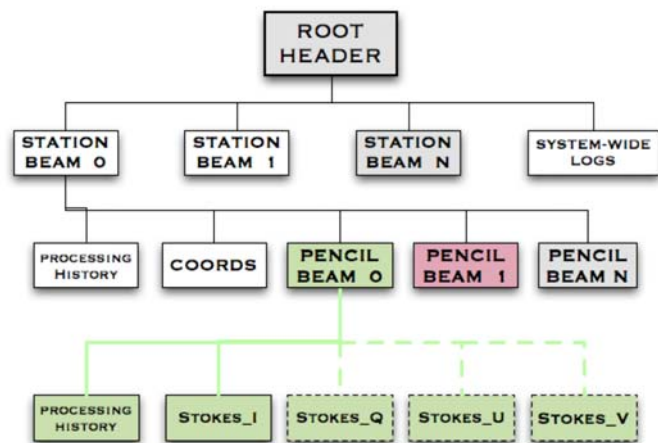 ROOT
HEADER
STATION
BEAM 0
STATION
BEAM 1
STATION
BEAM N
SYSTEM-WIDE
LOGS
PROCESSING
HISTORY
COORDS
PENCIL
BEAM 0
PENCIL
BEAM 1
PENCIL
BEAM N
PROCESSING
HISTORY
STOKES_I
STOKES_Q
STOKES_U
STOKES_V